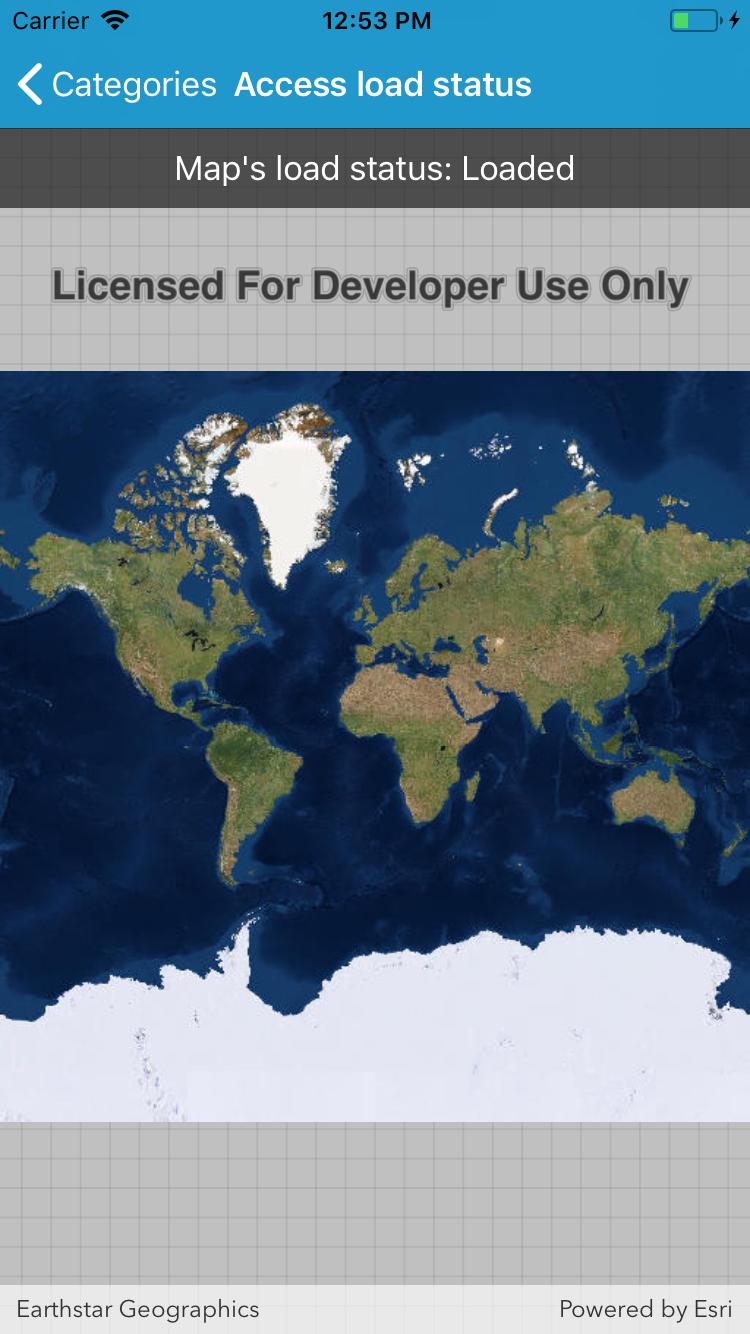 Carrier 12:53 PM
Categories Access load status
Map's load status: Loaded
Licensed For Developer Use Only
Earthstar Geographics Powered by Esri